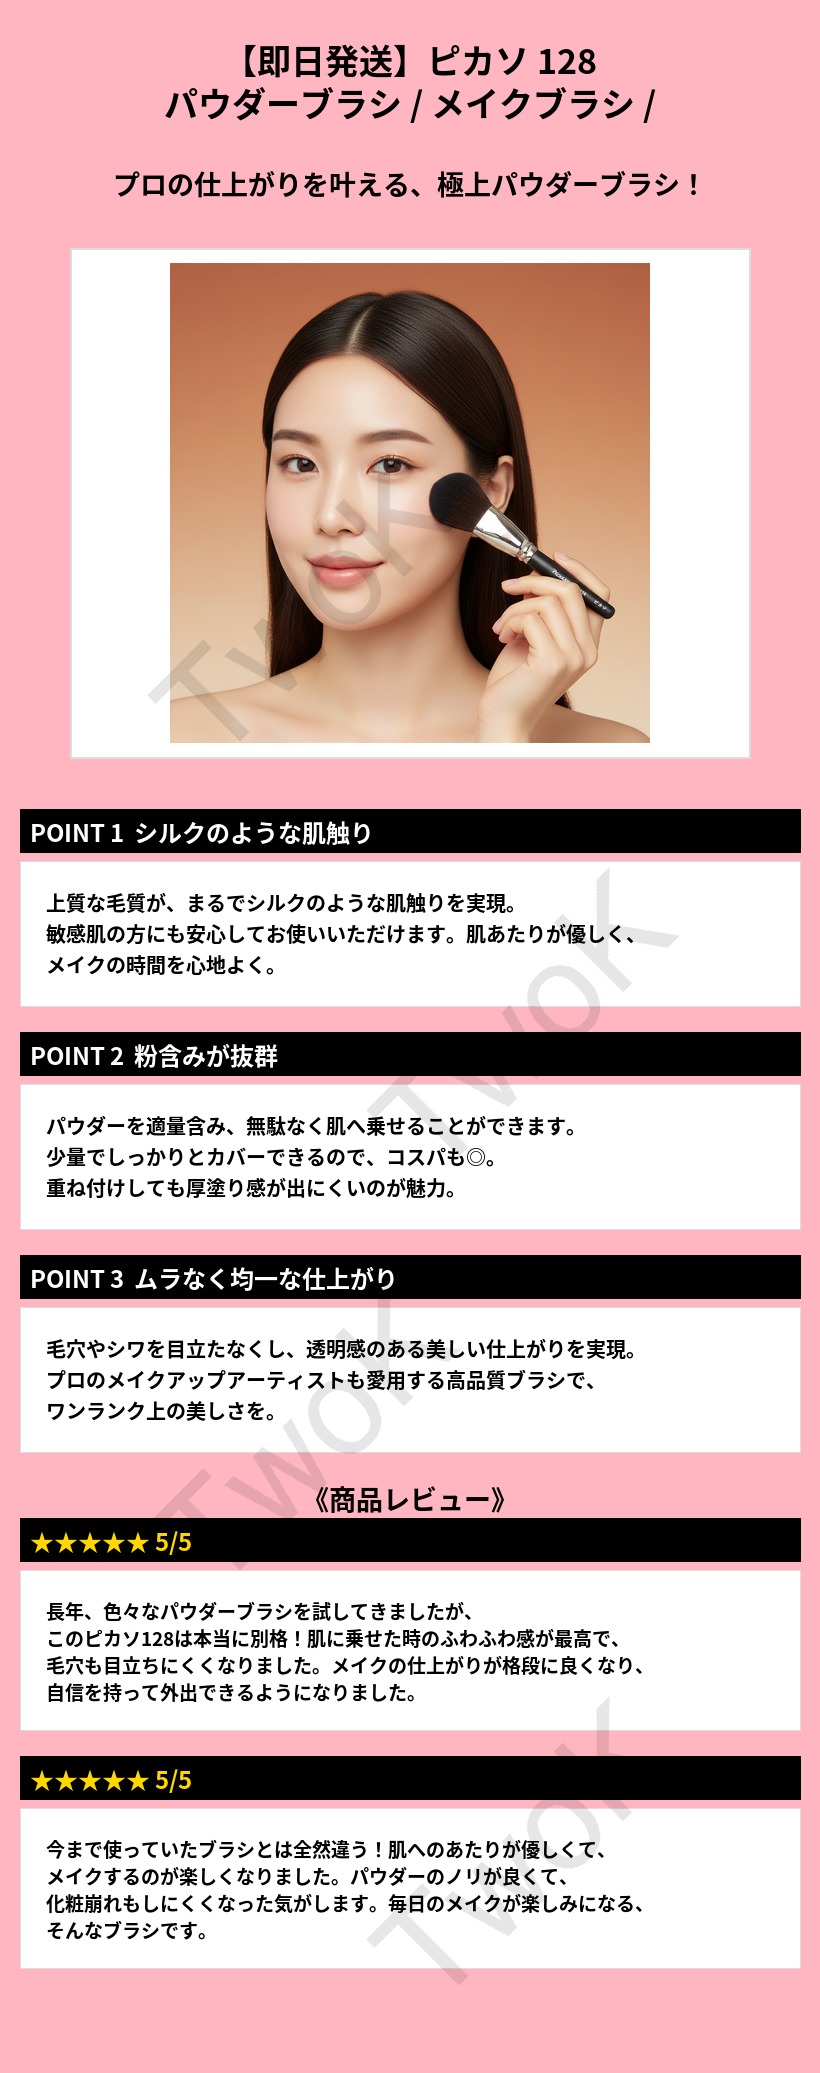 【即日発送】ピカソ 128
パウダーブラシ / メイクブラシ /
プロの仕上がりを叶える、極上パウダーブラシ！
TwoK
POINT 1 シルクのような肌触り
上質な毛質が、まるでシルクのような肌触りを実現。
敏感肌の方にも安心してお使いいただけます。肌あたりが優しく、
メイクの時間を心地よく。
TwoK
POINT 2 粉含みが抜群
パウダーを適量含み、無駄なく肌へ乗せることができます。
少量でしっかりとカバーできるので、コスパも◎。
重ね付けしても厚塗り感が出にくいのが魅力。
POINT 3 ムラなく均一な仕上がり
毛穴やシワを目立たなくし、透明感のある美しい仕上がりを実現。
プロのメイクアップアーティストも愛用する高品質ブラシで、
ワンランク上の美しさを。
TwoK
《商品レビュー》
★★★★★ 5/5
長年、色々なパウダーブラシを試してきましたが、
このピカソ128は本当に別格！肌に乗せた時のふわふわ感が最高で、
毛穴も目立ちにくくなりました。メイクの仕上がりが格段に良くなり、
自信を持って外出できるようになりました。
★★★★★ 5/5
今まで使っていたブラシとは全然違う！肌へのあたりが優しくて、
メイクするのが楽しくなりました。パウダーのノリが良くて、
化粧崩れもしにくくなった気がします。毎日のメイクが楽しみになる、
そんなブラシです。
TwoK